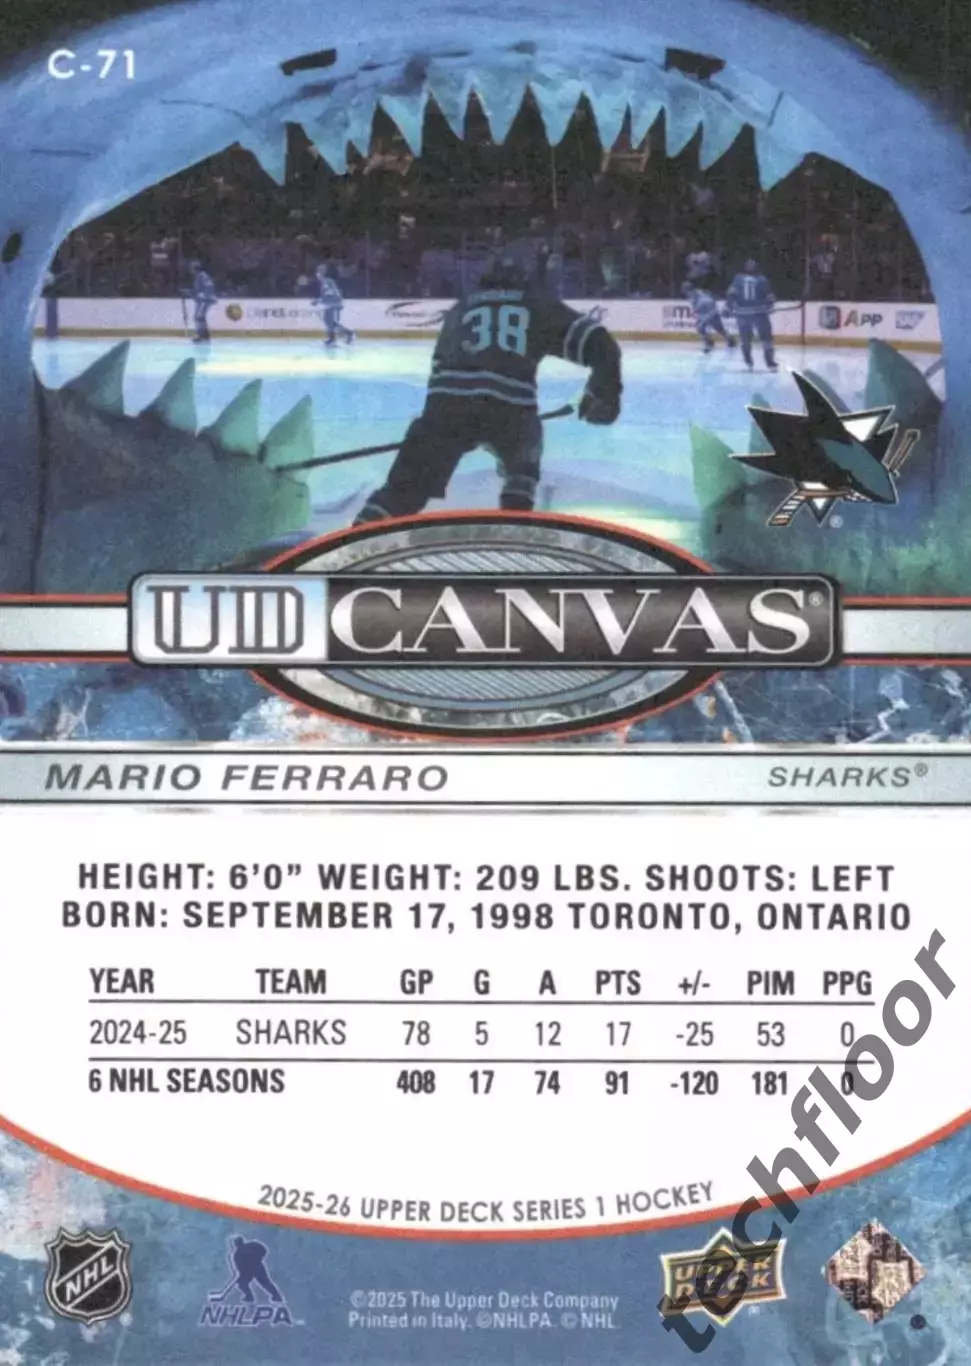 C-71
38
11
App SAP
UD CANVAS®
MARIO FERRARO SHARKS®
HEIGHT: 6'0" WEIGHT: 209 LBS. SHOOTS: LEFT
BORN: SEPTEMBER 17, 1998 TORONTO, ONTARIO
YEAR TEAM GP G A PTS +/- PIM PPG
2024-25 SHARKS 78 5 12 17 -25 53 0
6 NHL SEASONS 408 17 74 91 -120 181 0
2025-26 UPPER DECK SERIES 1 HOCKEY
NHL NHLPA UPPER DECK
©2025 The Upper Deck Company
Printed in Italy. ©NHLPA. © NHL.
techfloor